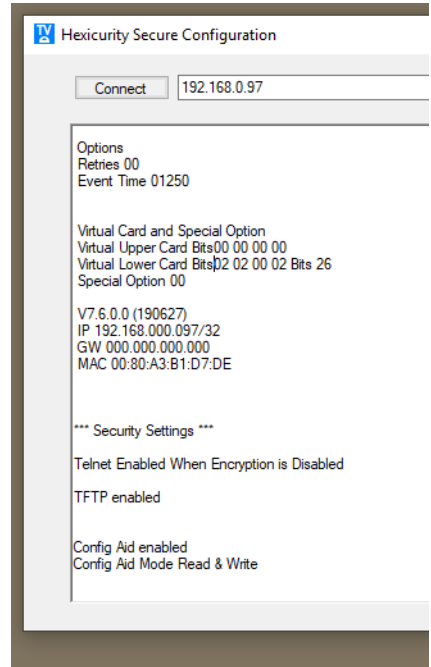 TV
Hexicurity Secure Configuration
Connect 192.168.0.97
Options
Retries 00
Event Time 01250
Virtual Card and Special Option
Virtual Upper Card Bits00 00 00 00
Virtual Lower Card Bits02 02 00 02 Bits 26
Special Option 00
V7.6.0.0 (190627)
IP 192.168.000.097/32
GW 000.000.000.000
MAC 00:80:A3:B1:D7:DE
*** Security Settings ***
Telnet Enabled When Encryption is Disabled
TFTP enabled
Config Aid enabled
Config Aid Mode Read & Write